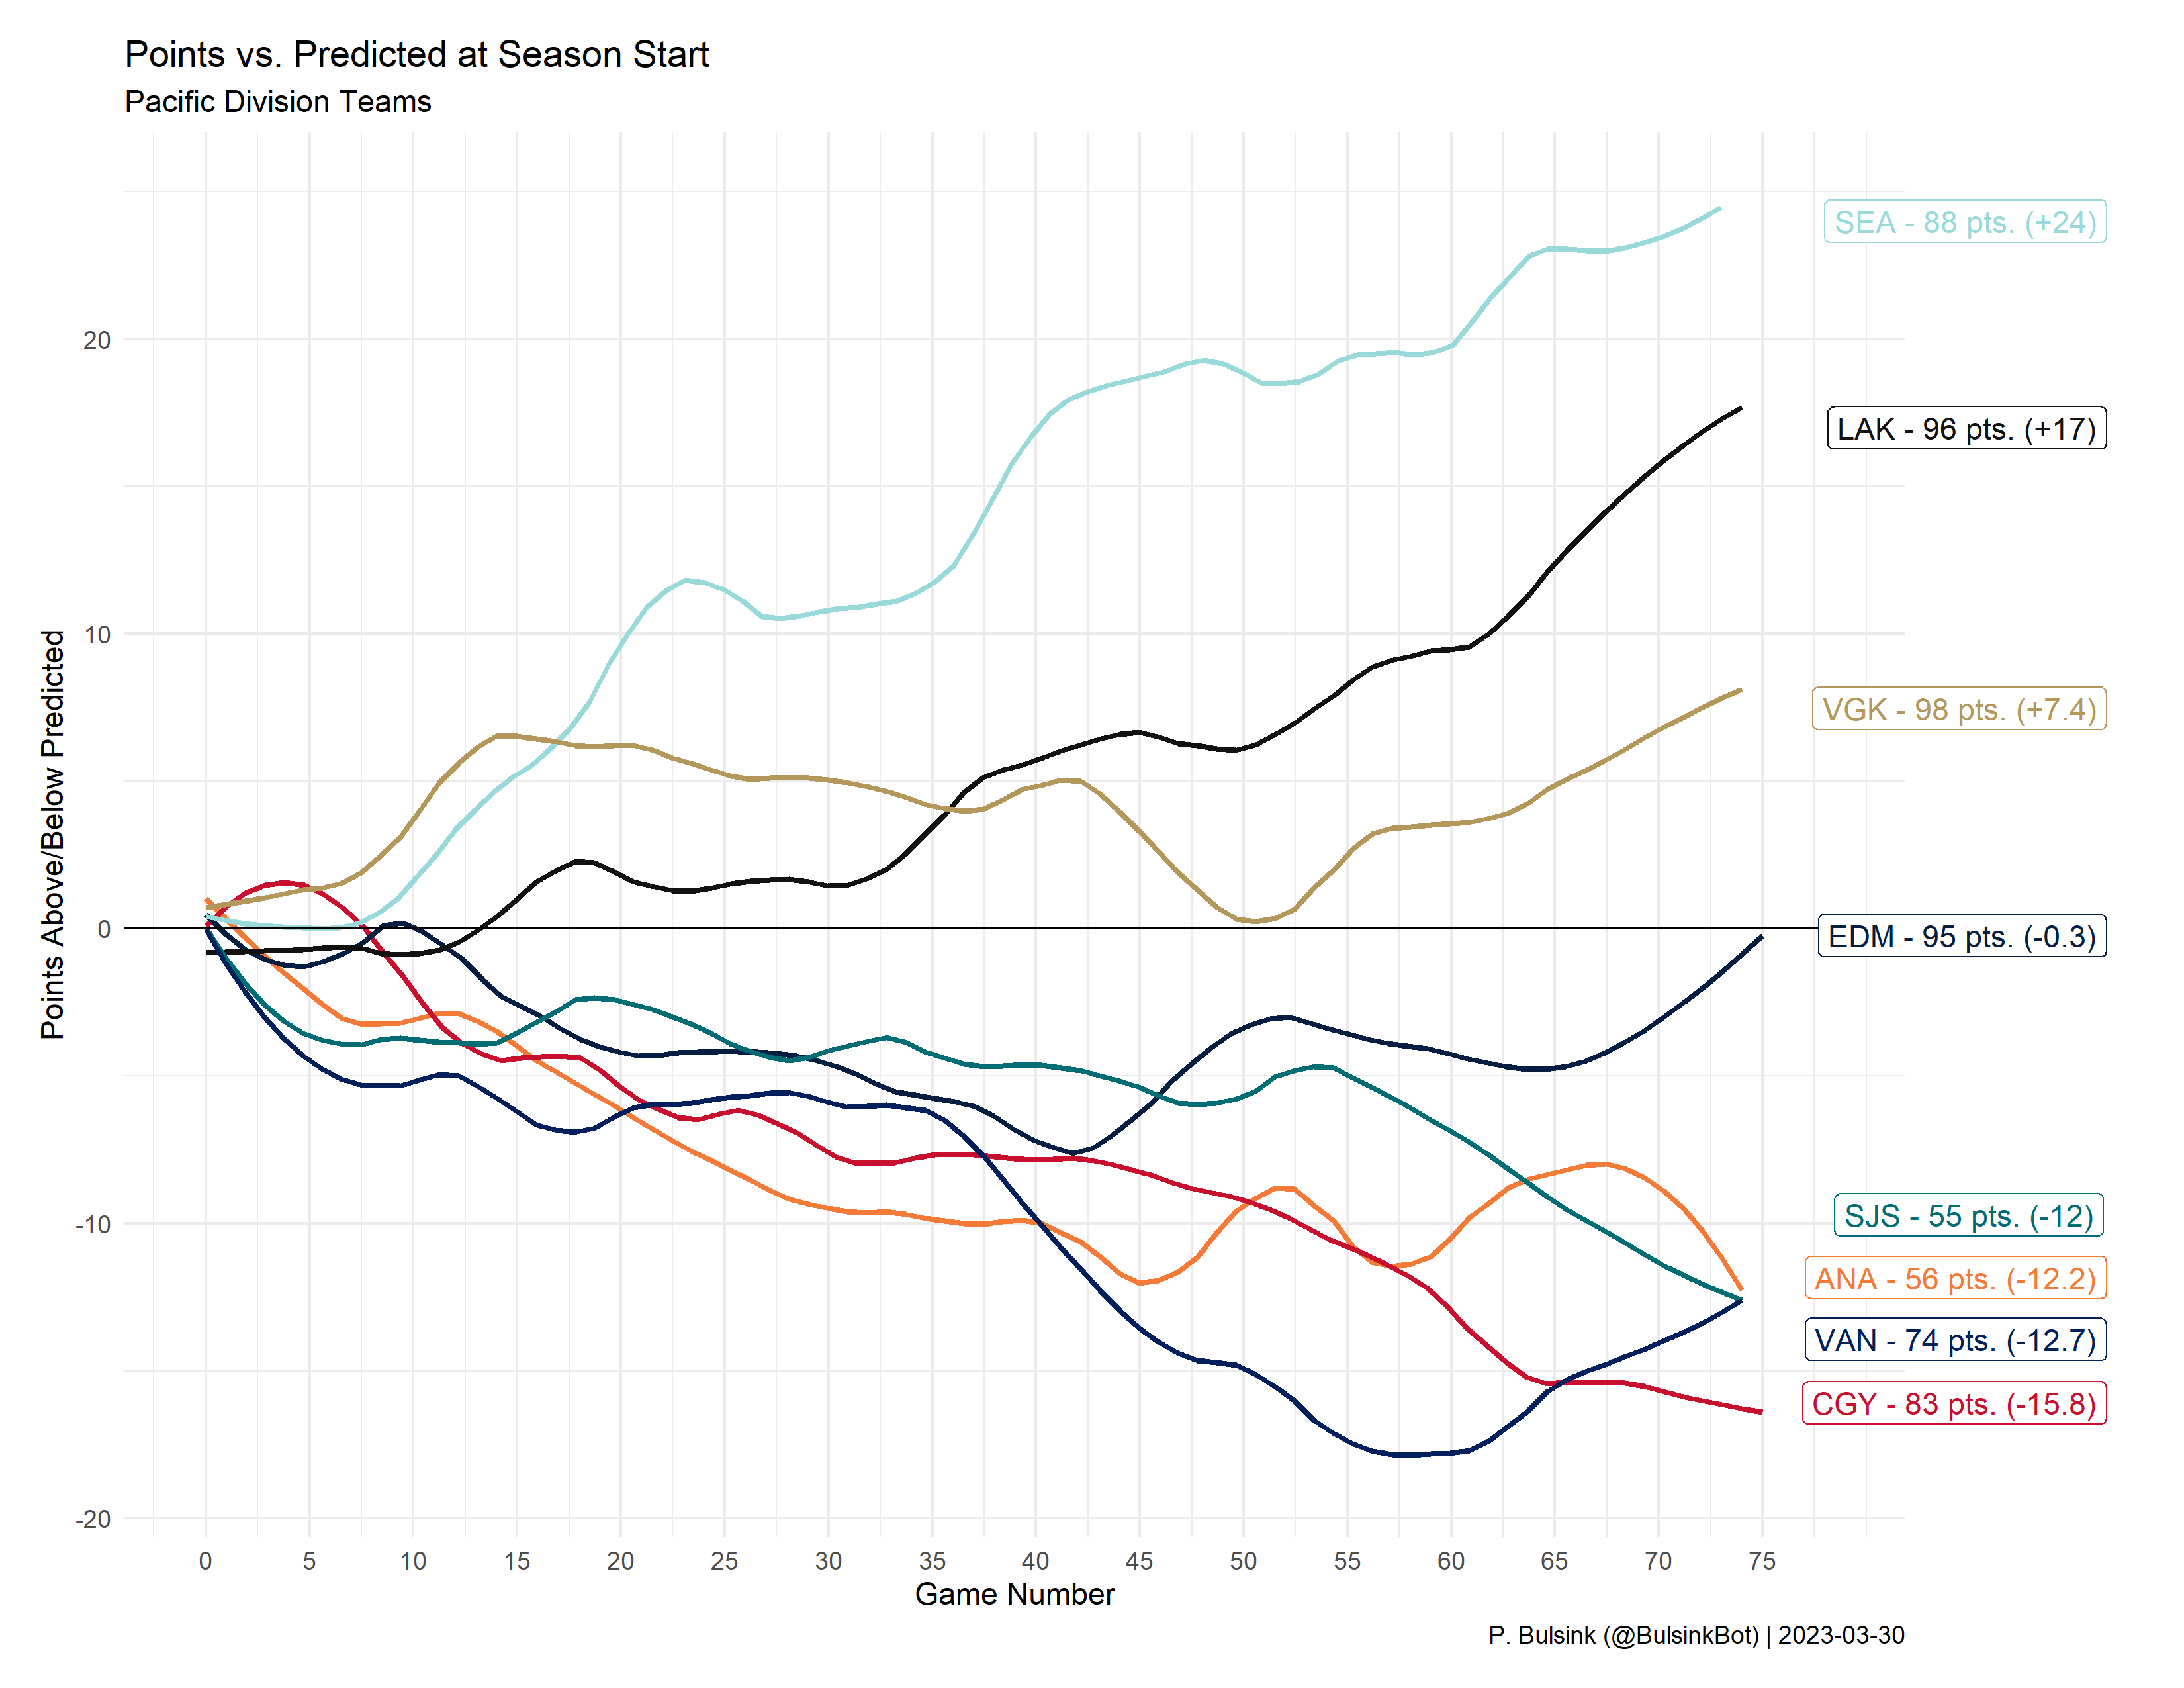 Points vs. Predicted at Season Start
Pacific Division Teams
Points Above/Below Predicted
20
10
0
-10
-20
SEA - 88 pts. (+24)
LAK - 96 pts. (+17)
VGK - 98 pts. (+7.4)
EDM - 95 pts. (-0.3)
SJS - 55 pts. (-12)
ANA - 56 pts. (-12.2)
VAN - 74 pts. (-12.7)
CGY - 83 pts. (-15.8)
0 5 10 15 20 25 30 35 40 45 50 55 60 65 70 75
Game Number
P. Bulsink (@BulsinkBot) | 2023-03-30